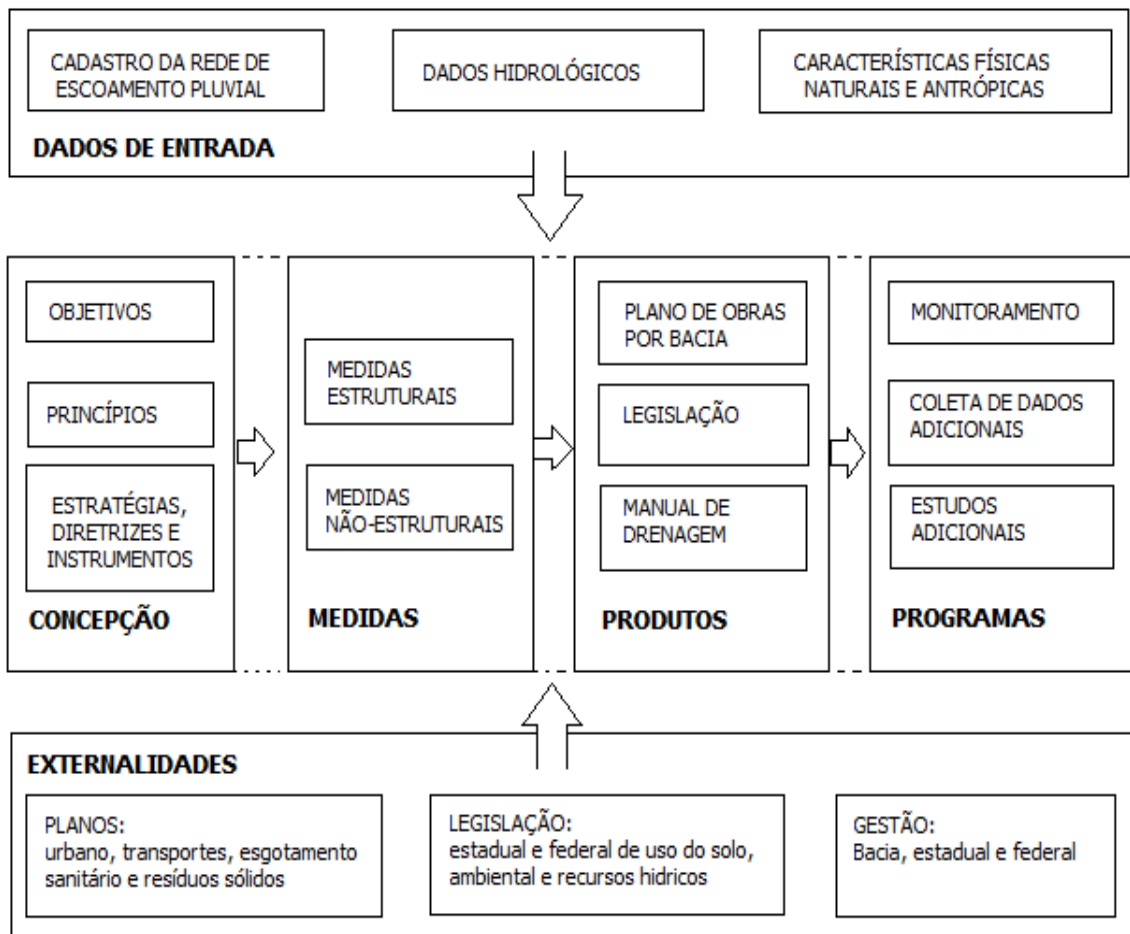 CADASTRO DA REDE DE
ESCOAMENTO PLUVIAL
DADOS HIDROLÓGICOS
CARACTERÍSTICAS FÍSICAS
NATURAIS E ANTRÓPICAS
DADOS DE ENTRADA
OBJETIVOS
PRINCÍPIOS
ESTRATÉGIAS,
DIRETRIZES E
INSTRUMENTOS
CONCEPÇÃO
MEDIDAS
ESTRUTURAIS
MEDIDAS
NÃO-ESTRUTURAIS
MEDIDAS
PLANO DE OBRAS
POR BACIA
LEGISLAÇÃO
MANUAL DE
DRENAGEM
PRODUTOS
MONITORAMENTO
COLETA DE DADOS
ADICIONAIS
ESTUDOS
ADICIONAIS
PROGRAMAS
EXTERNALIDADES
PLANOS:
urbano, transportes, esgotamento
sanitário e resíduos sólidos
LEGISLAÇÃO:
estadual e federal de uso do solo,
ambiental e recursos hidricos
GESTÃO:
Bacia, estadual e federal